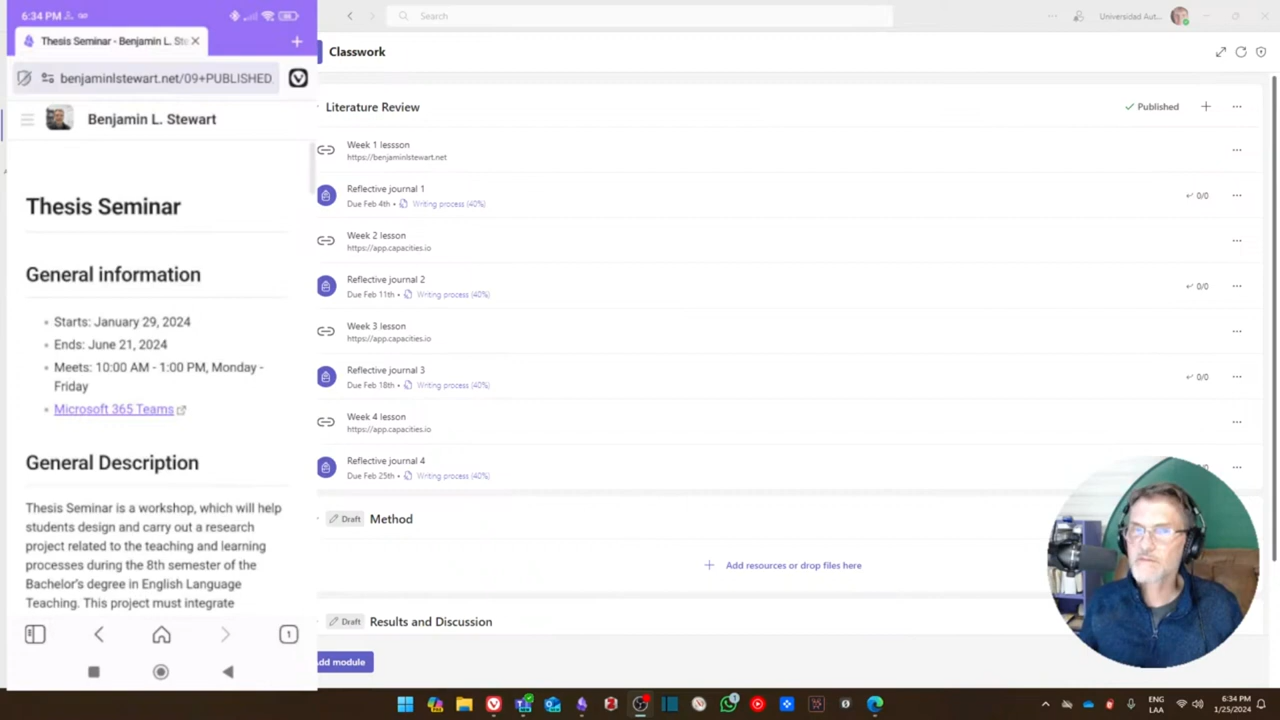 6:34 PM
Thesis Seminar - Benjamin L. Ste
benjaminlstewart.net/09+PUBLISHED
Benjamin L. Stewart
Thesis Seminar
General information
Starts: January 29, 2024
Ends: June 21, 2024
Meets: 10:00 AM - 1:00 PM, Monday -
Friday
Microsoft 365 Teams
General Description
Thesis Seminar is a workshop, which will help
students design and carry out a research
project related to the teaching and learning
processes during the 8th semester of the
Bachelor's degree in English Language
Teaching. This project must integrate
1
Search
Universidad Aut...
Classwork
Literature Review
Published
Week 1 lessson
https://benjaminlstewart.net
Reflective journal 1
Due Feb 4th • Writing process (40%)
0/0
Week 2 lesson
https://app.capacities.io
Reflective journal 2
Due Feb 11th • Writing process (40%)
0/0
Week 3 lesson
https://app.capacities.io
Reflective journal 3
Due Feb 18th • Writing process (40%)
0/0
Week 4 lesson
https://app.capacities.io
Reflective journal 4
Due Feb 25th • Writing process (40%)
Draft Method
Add resources or drop files here
Draft Results and Discussion
dd module
ENG
LAA
6:34 PM
1/25/2024